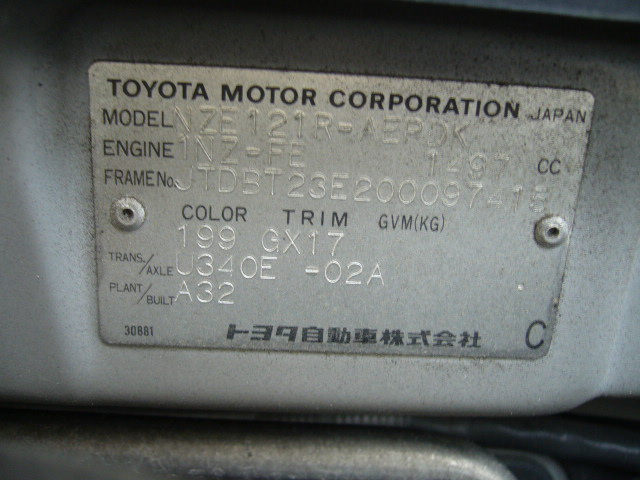 TOYOTA MOTOR CORPORATION JAPAN
MODEL NZE121R-AEPDK
ENGINE 1NZ-FE 1497 CC
FRAME No. JTDBT23E200097415
COLOR TRIM GVM(KG)
199 GX17
TRANS./AXLE U340E -02A
PLANT/BUILT A32
30881 トヨタ自動車株式会社 C